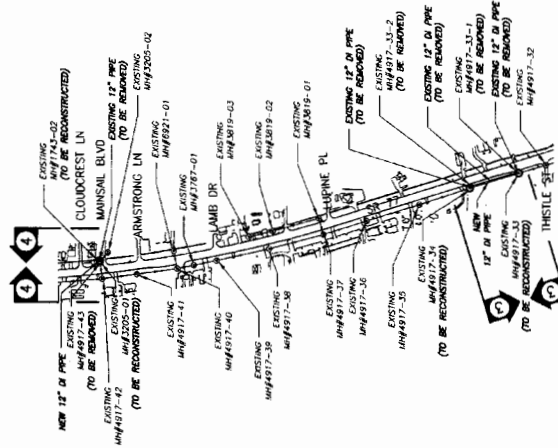 EXISTING
MH#1743-02
(TO BE RECONSTRUCTED)
CLOUDCREST LN
MAINSAIL BLVD
EXISTING 12" PIPE
(TO BE REMOVED)
EXISTING
MH#3205-02
ARMSTRONG LN
EXISTING
MH#6921-01
EXISTING
MH#3767-01
LAMB DR
EXISTING
MH#3819-03
EXISTING
MH#3819-02
EXISTING
MH#3819-01
LUPINE PL
EXISTING 12" DI PIPE
(TO BE REMOVED)
EXISTING
MH#4917-33-2
(TO BE REMOVED)
EXISTING 12" DI PIPE
(TO BE REMOVED)
EXISTING
MH#4917-33-1
(TO BE REMOVED)
EXISTING 12" DI PIPE
(TO BE REMOVED)
EXISTING
MH#4917-32
THISTLE ST
4
4
NEW 12" DI PIPE
EXISTING
MH#4917-43
(TO BE REMOVED)
EXISTING
MH#4917-42
EXISTING
MH#3205-01
(TO BE RECONSTRUCTED)
EXISTING
MH#4917-41
EXISTING
MH#4917-40
EXISTING
MH#4917-39
EXISTING
MH#4917-38
EXISTING
MH#4917-37
EXISTING
MH#4917-36
EXISTING
MH#4917-35
EXISTING
MH#4917-34
(TO BE RECONSTRUCTED)
NEW
12" DI PIPE
EXISTING
MH#4917-33
(TO BE RECONSTRUCTED)
3
3